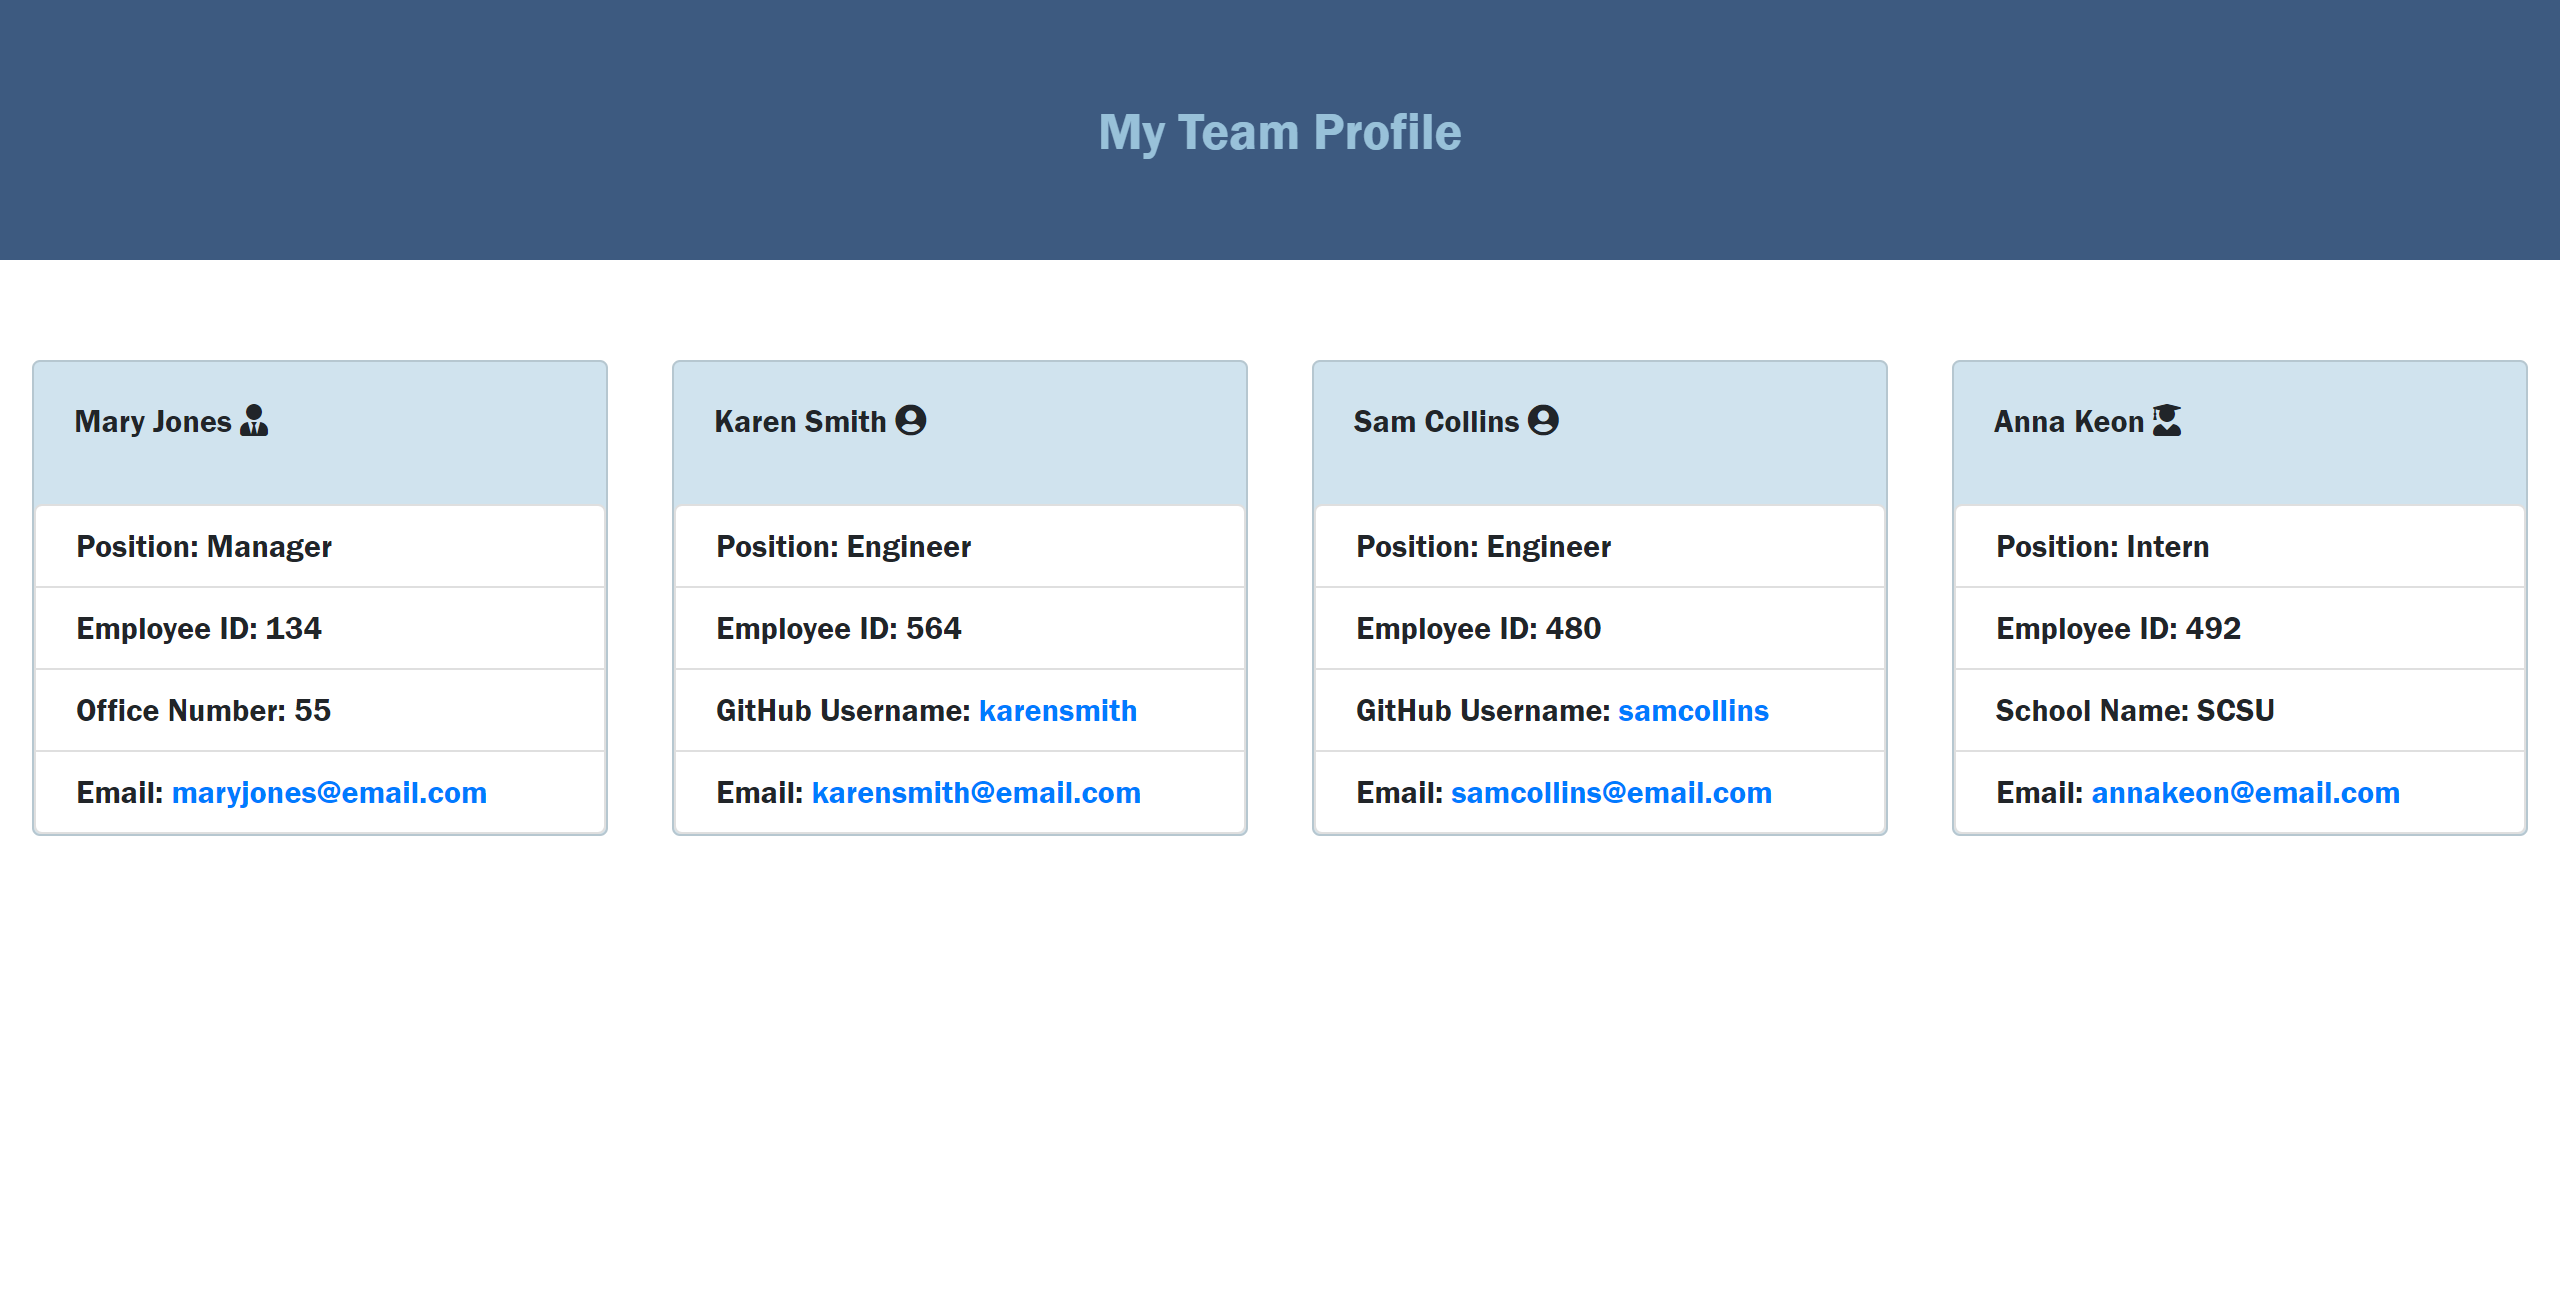 My Team Profile
Mary Jones
Position: Manager
Employee ID: 134
Office Number: 55
Email: maryjones@email.com
Karen Smith
Position: Engineer
Employee ID: 564
GitHub Username: karensmith
Email: karensmith@email.com
Sam Collins
Position: Engineer
Employee ID: 480
GitHub Username: samcollins
Email: samcollins@email.com
Anna Keon
Position: Intern
Employee ID: 492
School Name: SCSU
Email: annakeon@email.com